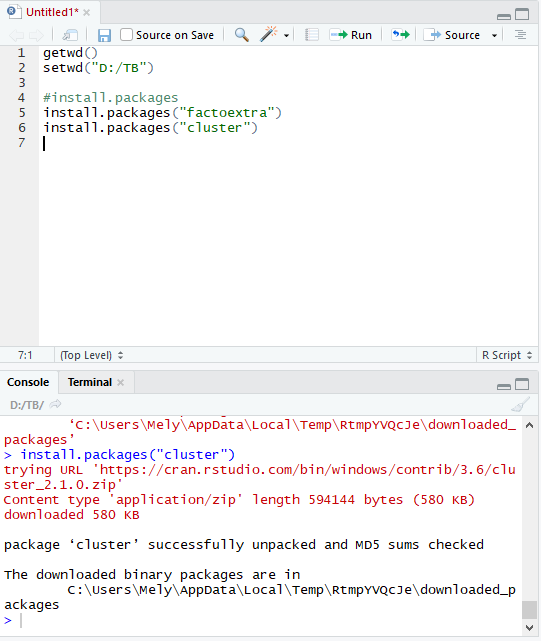 Untitled1*
Source on Save
Run
Source
1 getwd()
2 setwd("D:/TB")
3
4 #install.packages
5 install.packages("factoextra")
6 install.packages("cluster")
7
7:1 (Top Level) R Script
Console Terminal
D:/TB/
‘C:\Users\Mely\AppData\Local\Temp\RtmpYVQcJe\downloaded_
packages’
> install.packages("cluster")
trying URL 'https://cran.rstudio.com/bin/windows/contrib/3.6/clu
ster_2.1.0.zip'
Content type 'application/zip' length 594144 bytes (580 KB)
downloaded 580 KB
package ‘cluster’ successfully unpacked and MD5 sums checked
The downloaded binary packages are in
C:\Users\Mely\AppData\Local\Temp\RtmpYVQcJe\downloaded_p
ackages
>